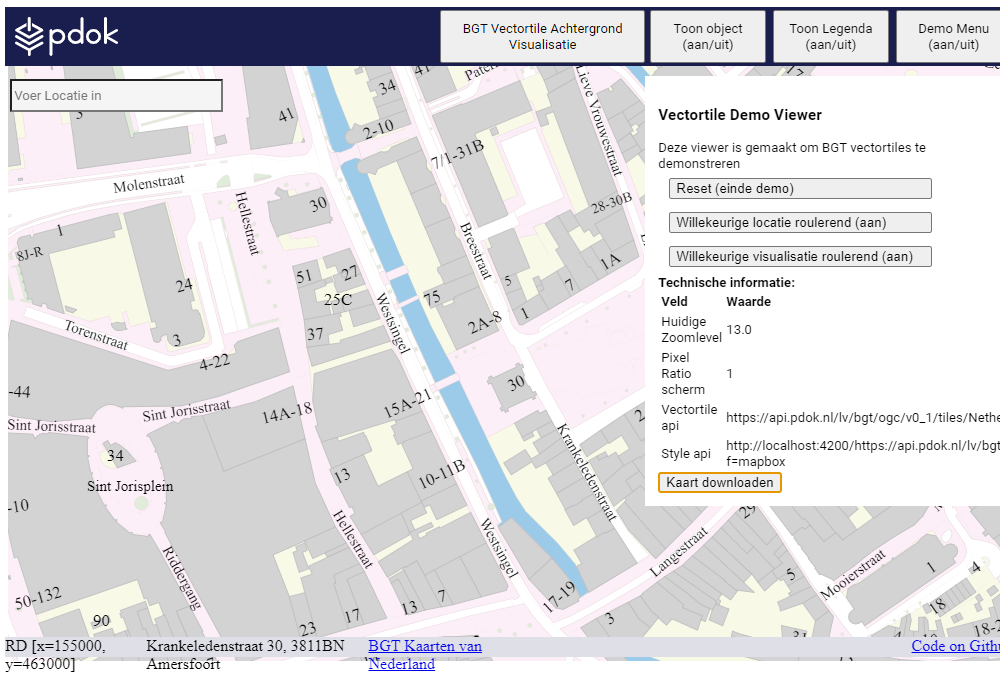 pdok
BGT Vectortile Achtergrond
Visualisatie
Toon object
(aan/uit)
Toon Legenda
(aan/uit)
Demo Menu
(aan/uit)
Voer Locatie in
Vectortile Demo Viewer
Deze viewer is gemaakt om BGT vectortiles te
demonstreren
Reset (einde demo)
Willekeurige locatie roulerend (aan)
Willekeurige visualisatie roulerend (aan)
Technische informatie:
Veld Waarde
Huidige
Zoomlevel 13.0
Pixel
Ratio
scherm 1
Vectortile
api https://api.pdok.nl/lv/bgt/ogc/v0_1/tiles/Nethe
Style api http://localhost:4200/https://api.pdok.nl/lv/bgt
f=mapbox
Kaart downloaden
41
34
41
2-10
7/1-31B
Lieve Vrouwestraat
17
Molenstraat
Hellestraat
30
28-30B
1
8J-R
24
3
Torenstraat
4-22
51
27
25C
37
Westsingel
75
Breestraat
5
7
1A
2A-8
1
-44
Sint Jorisstraat
Sint Jorisstraat
14A-18
15A-21
30
34
Sint Jorisplein
13
10-11B
Krankeledenstraat
-10
Hellestraat
Westsingel
29
Riddergang
Langestraat
Mooierstraat
50-132
90
17
13
7
23
17-19
3
5
1
4
18
18-2
31
RD [x=155000,
y=463000]
Krankeledenstraat 30, 3811BN
Amersfoort
BGT Kaarten van
Nederland
Code on Githu